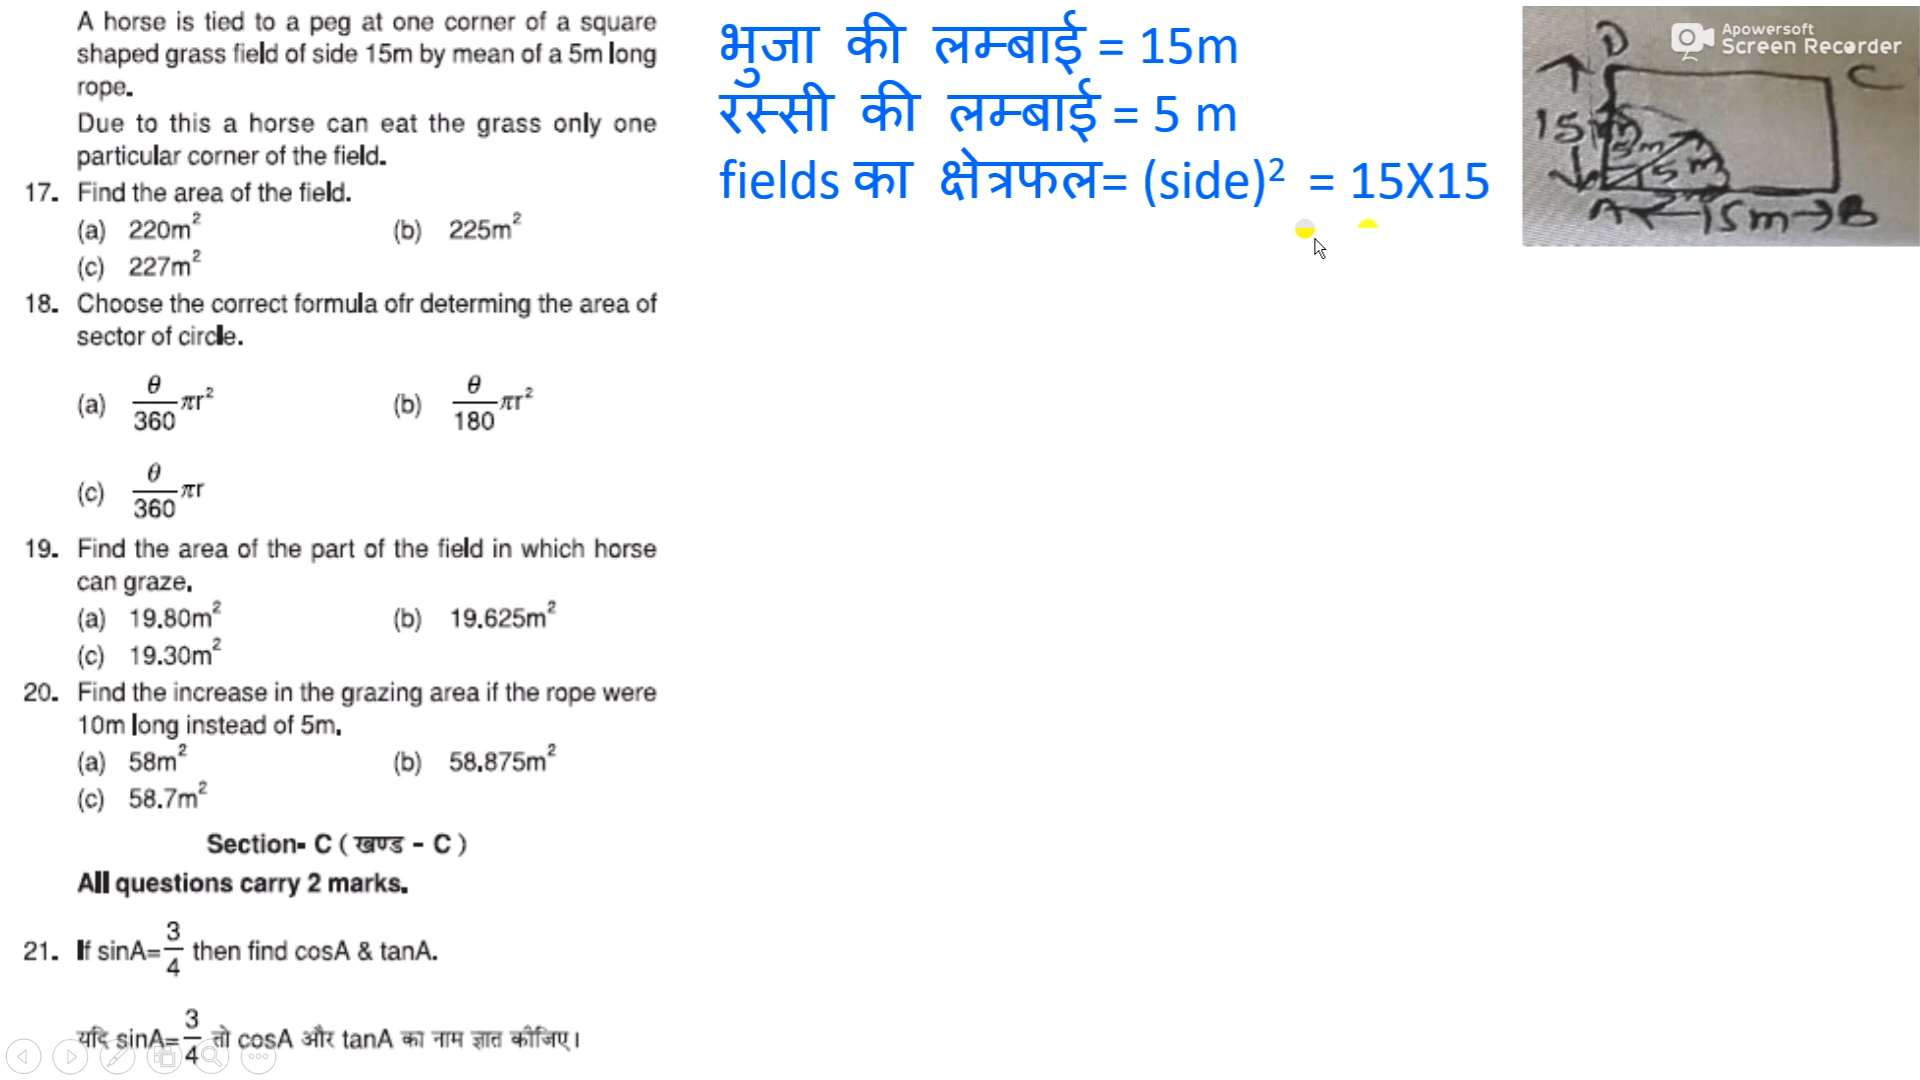 A horse is tied to a peg at one corner of a square
shaped grass field of side 15m by mean of a 5m long
rope.
Due to this a horse can eat the grass only one
particular corner of the field.
17. Find the area of the field.
(a) 220m² (b) 225m²
(c) 227m²
18. Choose the correct formula ofr determing the area of
sector of circle.
(a) θ/360 πr² (b) θ/180 πr²
(c) θ/360 πr
19. Find the area of the part of the field in which horse
can graze.
(a) 19.80m² (b) 19.625m²
(c) 19.30m²
20. Find the increase in the grazing area if the rope were
10m long instead of 5m.
(a) 58m² (b) 58.875m²
(c) 58.7m²
Section- C ( खण्ड - C )
All questions carry 2 marks.
21. If sinA=3/4 then find cosA & tanA.
यदि sinA=3/4 तो cosA और tanA का नाम ज्ञात कीजिए।
भुजा की लम्बाई = 15m
रस्सी की लम्बाई = 5 m
fields का क्षेत्रफल= (side)² = 15X15
Apowersoft
Screen Recorder
D
C
15m
5m
5m
A 15m B